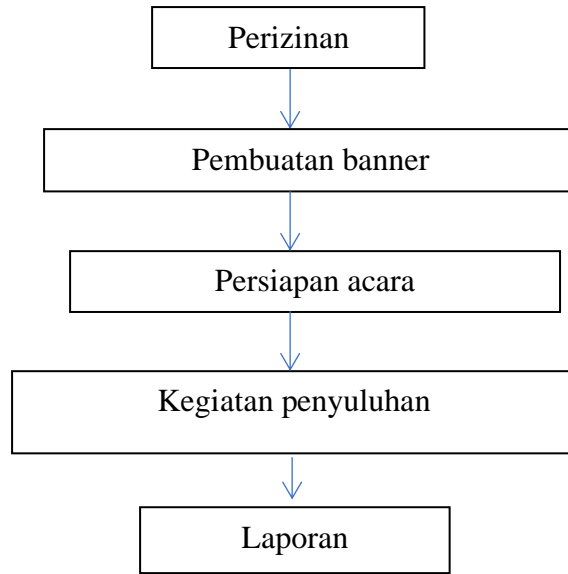 Perizinan
Pembuatan banner
Persiapan acara
Kegiatan penyuluhan
Laporan